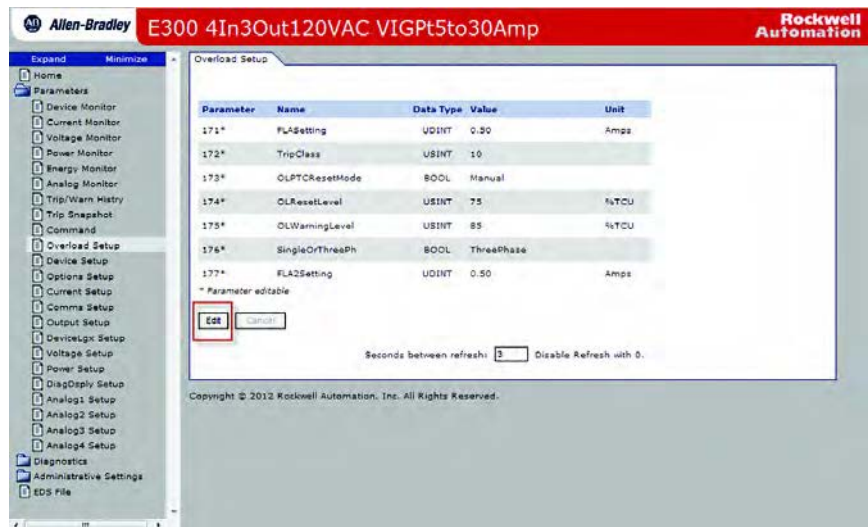 AB Allen-Bradley E300 4In3Out120VAC VIGPt5to30Amp Rockwell Automation
Expand Minimize
Home
Parameters
Device Monitor
Current Monitor
Voltage Monitor
Power Monitor
Energy Monitor
Analog Monitor
Trip/Warn Histry
Trip Snapshot
Command
Overload Setup
Device Setup
Options Setup
Current Setup
Comms Setup
Output Setup
DeviceLgx Setup
Voltage Setup
Power Setup
DiagDsply Setup
Analog1 Setup
Analog2 Setup
Analog3 Setup
Analog4 Setup
Diagnostics
Administrative Settings
EDS File
Overload Setup
Parameter Name Data Type Value Unit
171* FLASetting UDINT 0.50 Amps
172* TripClass USINT 10
173* OLPTCResetMode BOOL Manual
174* OLResetLevel USINT 75 %TCU
175* OLWarningLevel USINT 85 %TCU
176* SingleOrThreePh BOOL ThreePhase
177* FLA2Setting UDINT 0.50 Amps
* Parameter editable
Edit Cancel
Seconds between refresh: 3 Disable Refresh with 0.
Copyright © 2012 Rockwell Automation, Inc. All Rights Reserved.